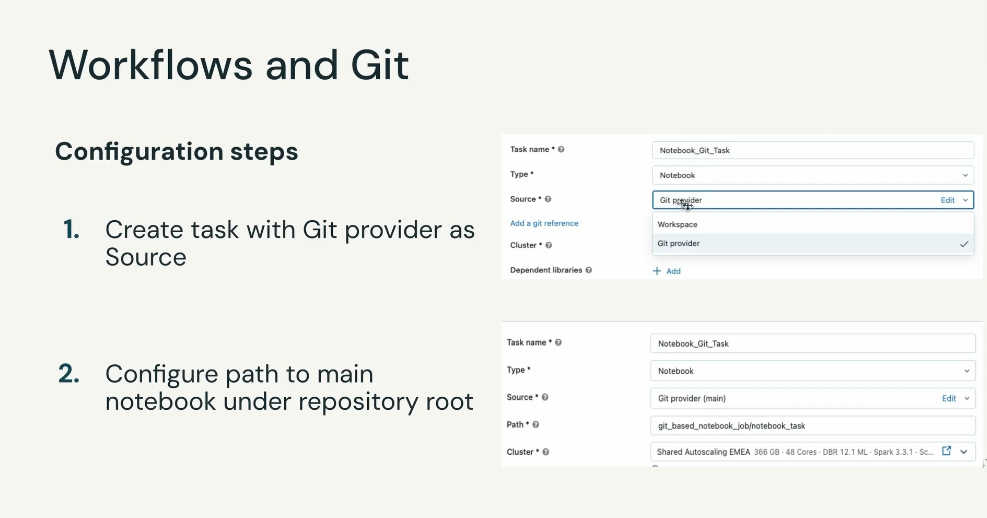 Workflows and Git
Configuration steps
1. Create task with Git provider as
Source
Task name * Notebook_Git_Task
Type * Notebook
Source * Git provider Edit
Add a git reference
Workspace
Git provider
Cluster *
Dependent libraries + Add
2. Configure path to main
notebook under repository root
Task name * Notebook_Git_Task
Type * Notebook
Source * Git provider (main) Edit
Path * git_based_notebook_job/notebook_task
Cluster * Shared Autoscaling EMEA 366 GB · 48 Cores · DBR 12.1 ML · Spark 3.3.1 · Sc...